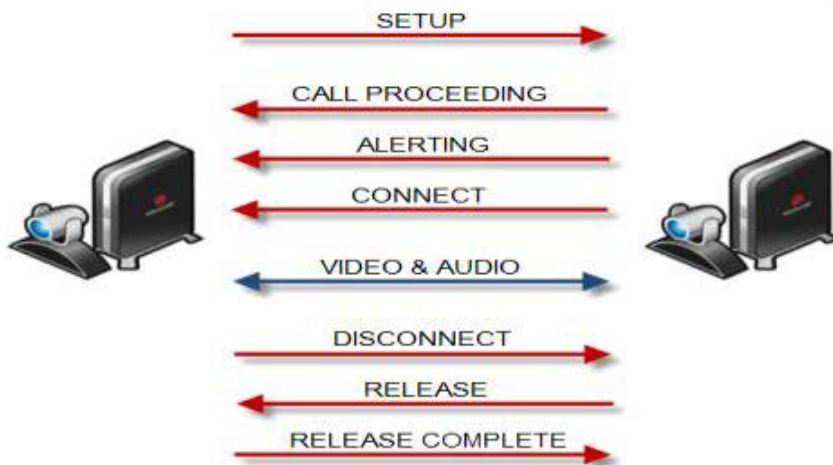 SETUP
CALL PROCEEDING
ALERTING
CONNECT
VIDEO & AUDIO
DISCONNECT
RELEASE
RELEASE COMPLETE